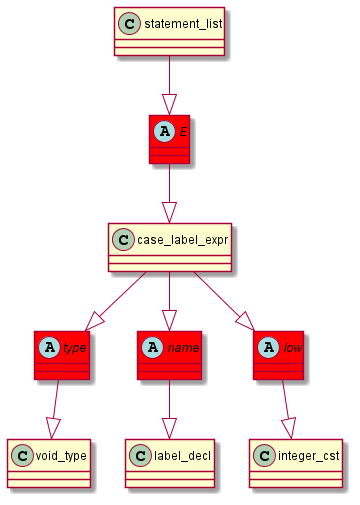 C statement_list
A E
C case_label_expr
A type
A name
A low
C void_type
C label_decl
C integer_cst